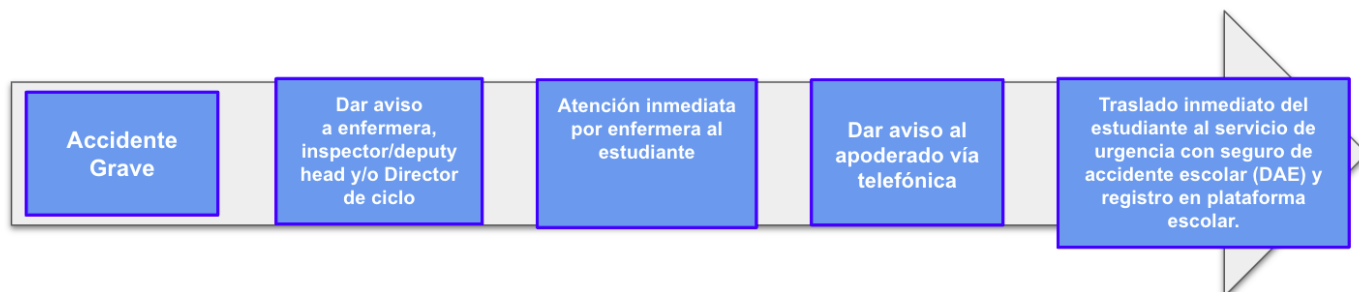 Accidente
Grave
Dar aviso
a enfermera,
inspector/deputy
head y/o Director
de ciclo
Atención inmediata
por enfermera al
estudiante
Dar aviso al
apoderado vía
telefónica
Traslado inmediato del
estudiante al servicio de
urgencia con seguro de
accidente escolar (DAE) y
registro en plataforma
escolar.